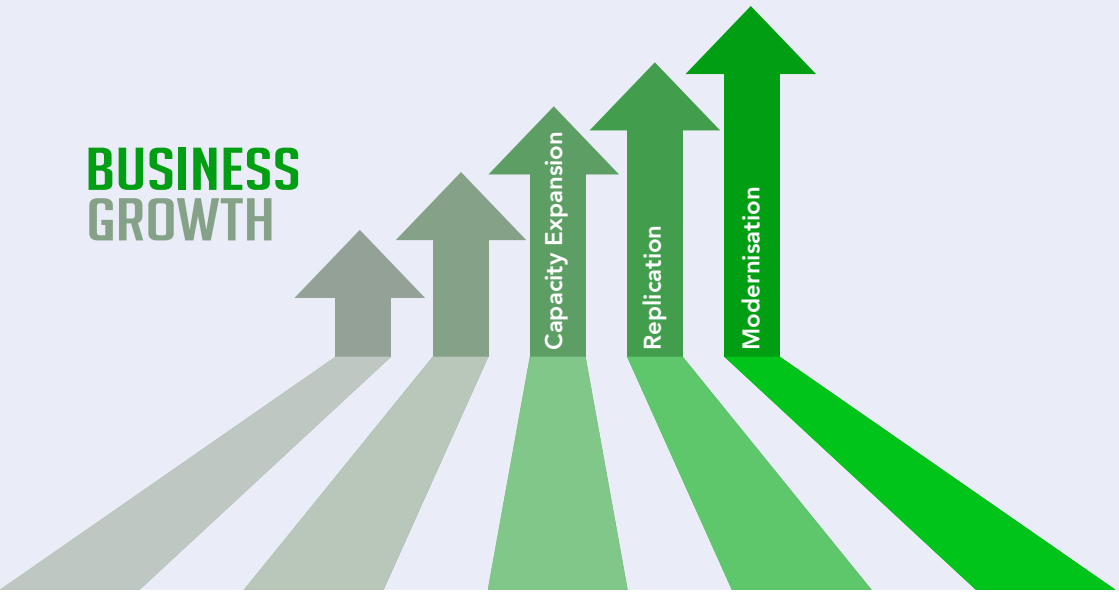 BUSINESS
GROWTH
Capacity Expansion
Replication
Modernisation